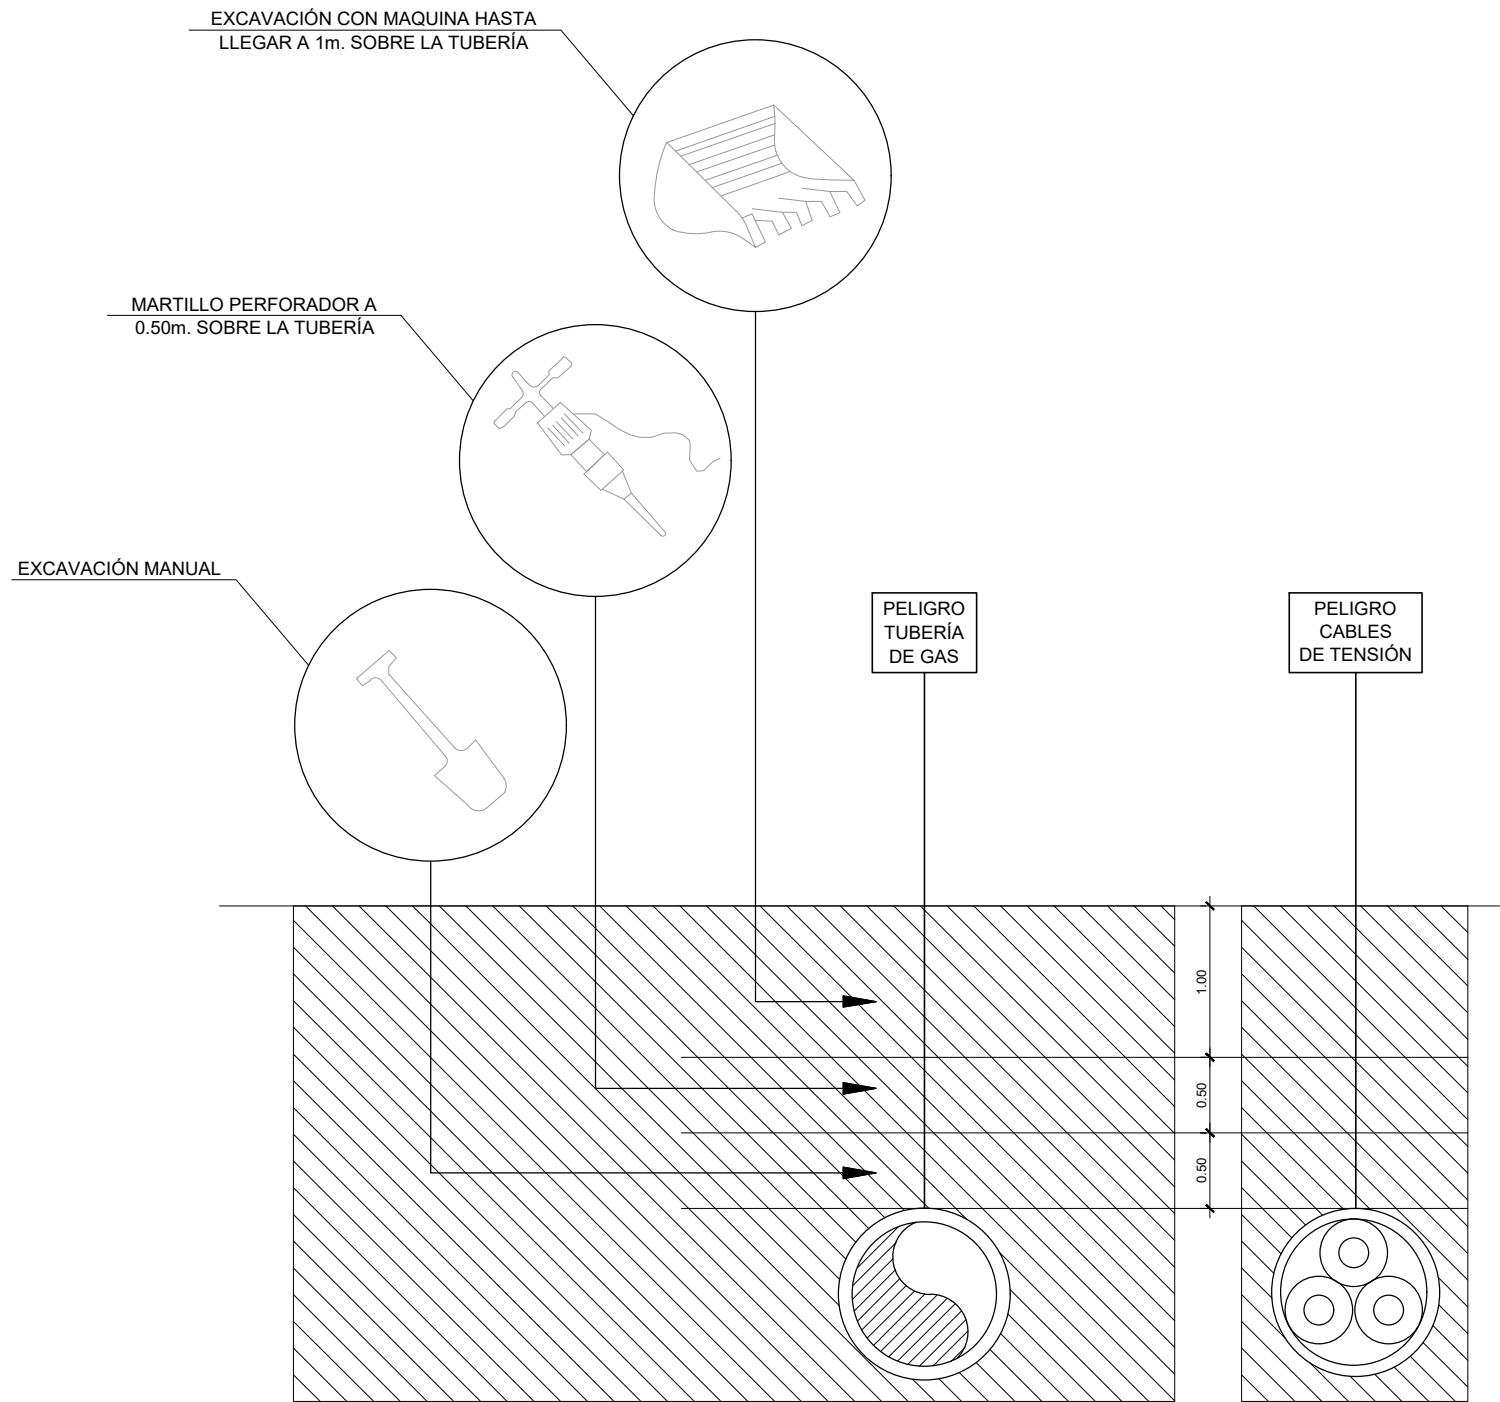 EXCAVACIÓN CON MAQUINA HASTA
LLEGAR A 1m. SOBRE LA TUBERÍA
MARTILLO PERFORADOR A
0.50m. SOBRE LA TUBERÍA
EXCAVACIÓN MANUAL
PELIGRO
TUBERÍA
DE GAS
PELIGRO
CABLES
DE TENSIÓN
1.00
0.50
0.50